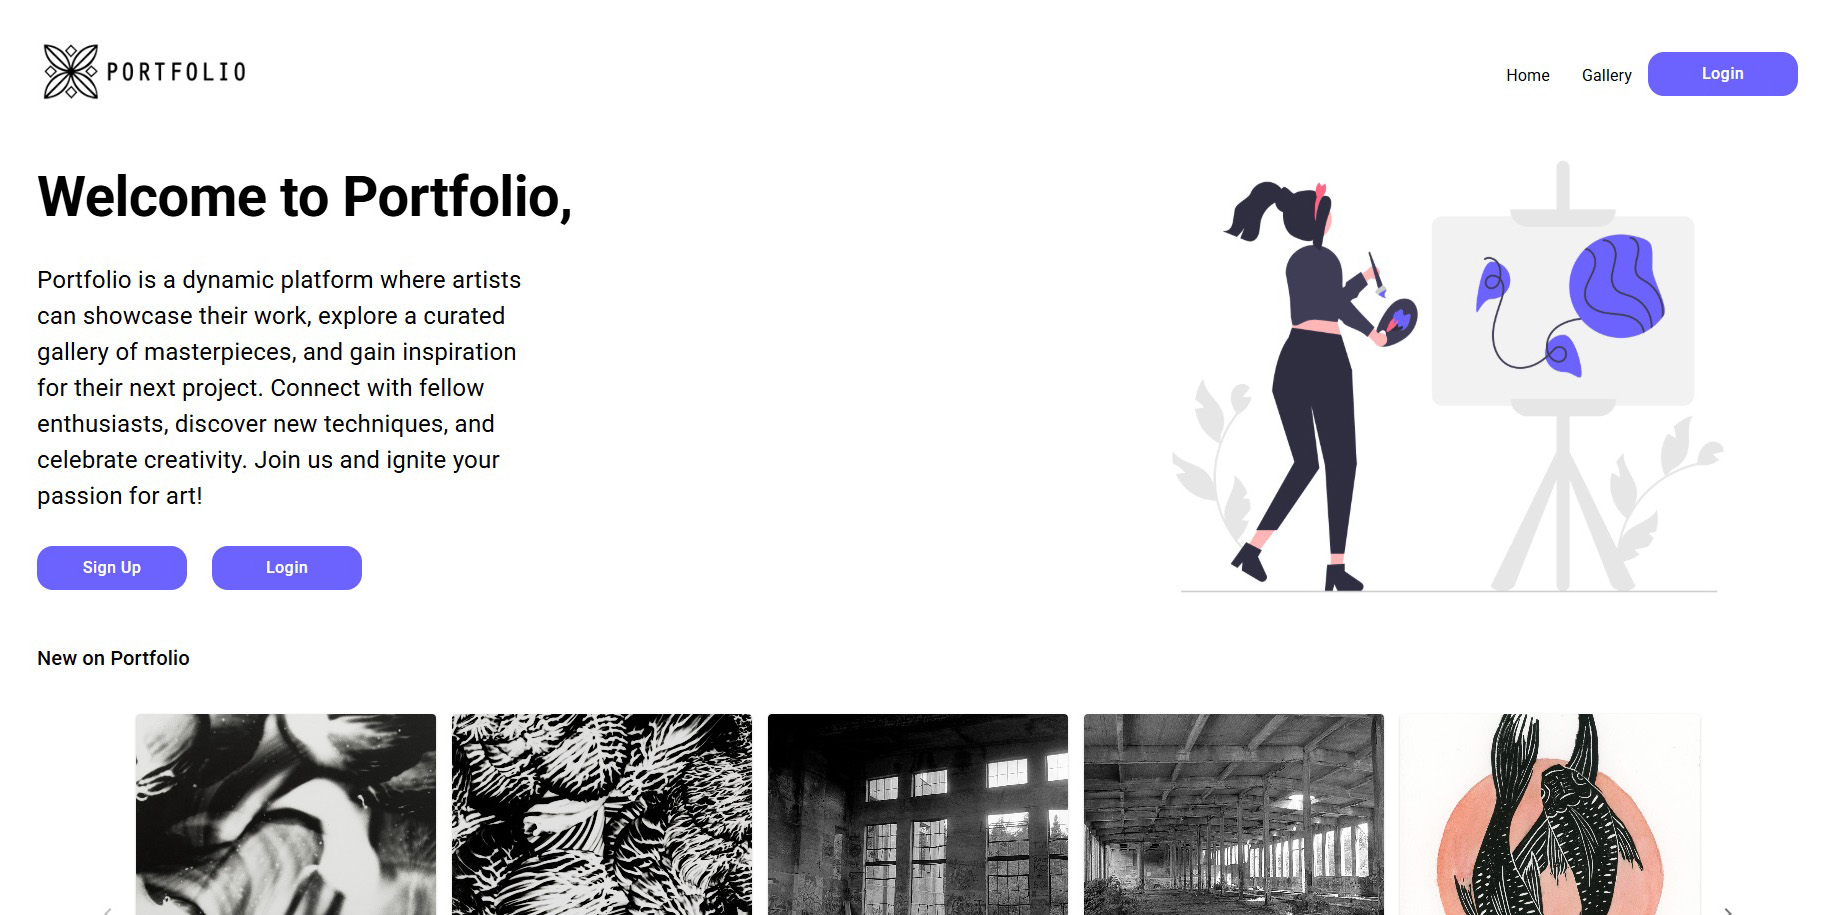 PORTFOLIO
Home
Gallery
Login
Welcome to Portfolio,
Portfolio is a dynamic platform where artists
can showcase their work, explore a curated
gallery of masterpieces, and gain inspiration
for their next project. Connect with fellow
enthusiasts, discover new techniques, and
celebrate creativity. Join us and ignite your
passion for art!
Sign Up
Login
New on Portfolio